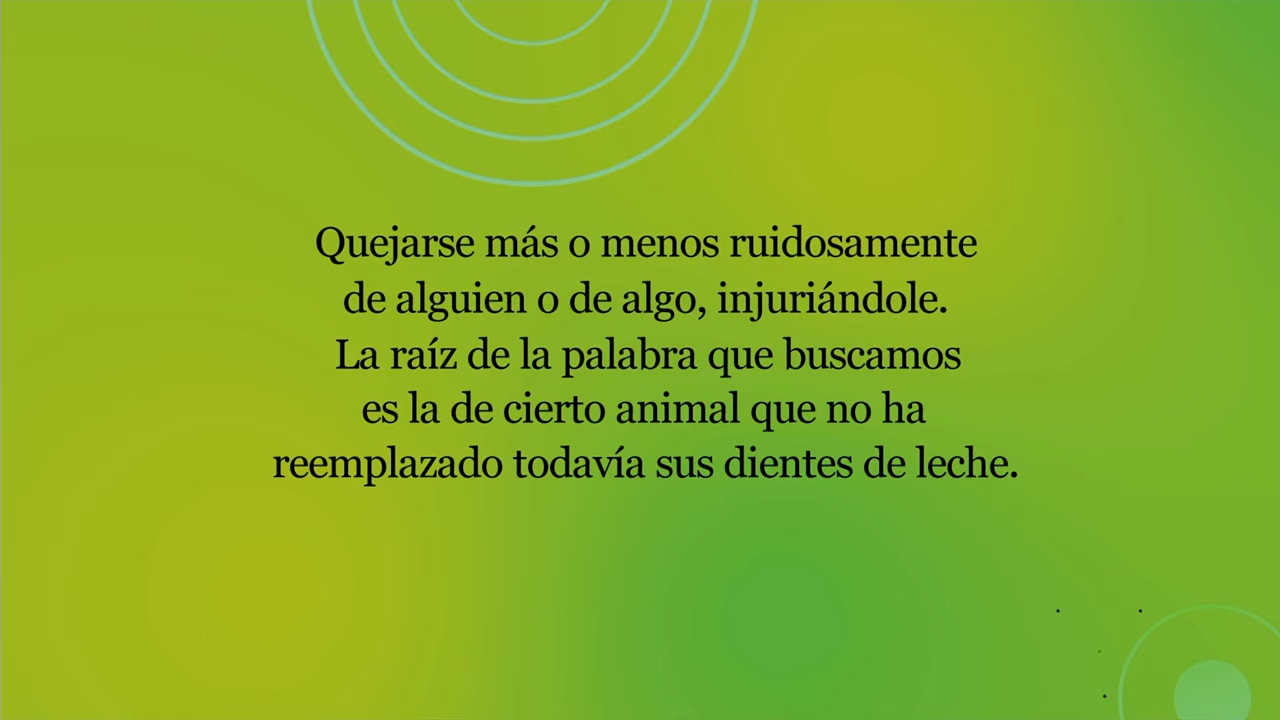 Quejarse más o menos ruidosamente
de alguien o de algo, injuriándole.
La raíz de la palabra que buscamos
es la de cierto animal que no ha
reemplazado todavía sus dientes de leche.